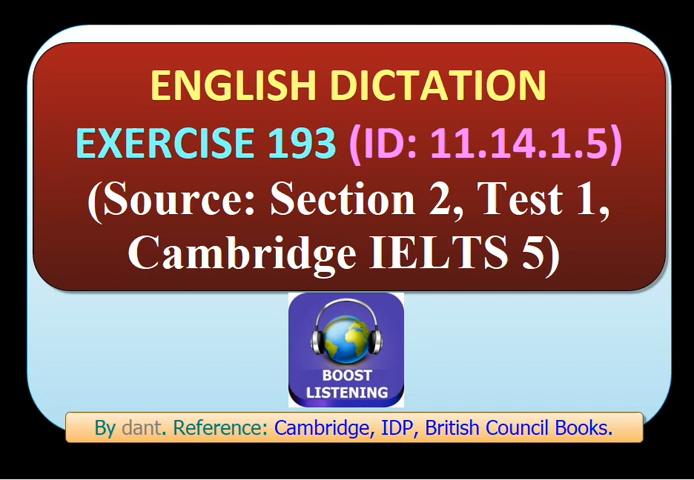 ENGLISH DICTATION
EXERCISE 193 (ID: 11.14.1.5)
(Source: Section 2, Test 1,
Cambridge IELTS 5)
BOOST
LISTENING
By dant. Reference: Cambridge, IDP, British Council Books.